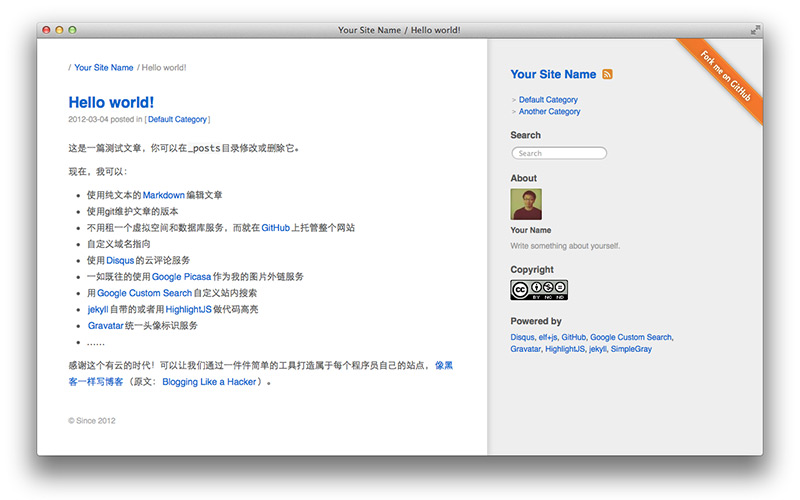 Your Site Name / Hello world!
/ Your Site Name / Hello world!
Hello world!
2012-03-04 posted in [ Default Category ]
这是一篇测试文章，你可以在_posts目录修改或删除它。
现在，我可以：
使用纯文本的Markdown编辑文章
使用git维护文章的版本
不用租一个虚拟空间和数据库服务，而就在GitHub上托管整个网站
自定义域名指向
使用Disqus的云评论服务
一如既往的使用Google Picasa作为我的图片外链服务
用Google Custom Search自定义站内搜索
jekyll自带的或者用HighlightJS做代码高亮
Gravatar统一头像标识服务
……
感谢这个有云的时代！可以让我们通过一件件简单的工具打造属于每个程序员自己的站点，像黑
客一样写博客（原文：Blogging Like a Hacker）。
© Since 2012
Fork me on GitHub
Your Site Name
> Default Category
> Another Category
Search
Search
About
Your Name
Write something about yourself.
Copyright
cc
BY NC ND
Powered by
Disqus, elf+js, GitHub, Google Custom Search,
Gravatar, HighlightJS, jekyll, SimpleGray